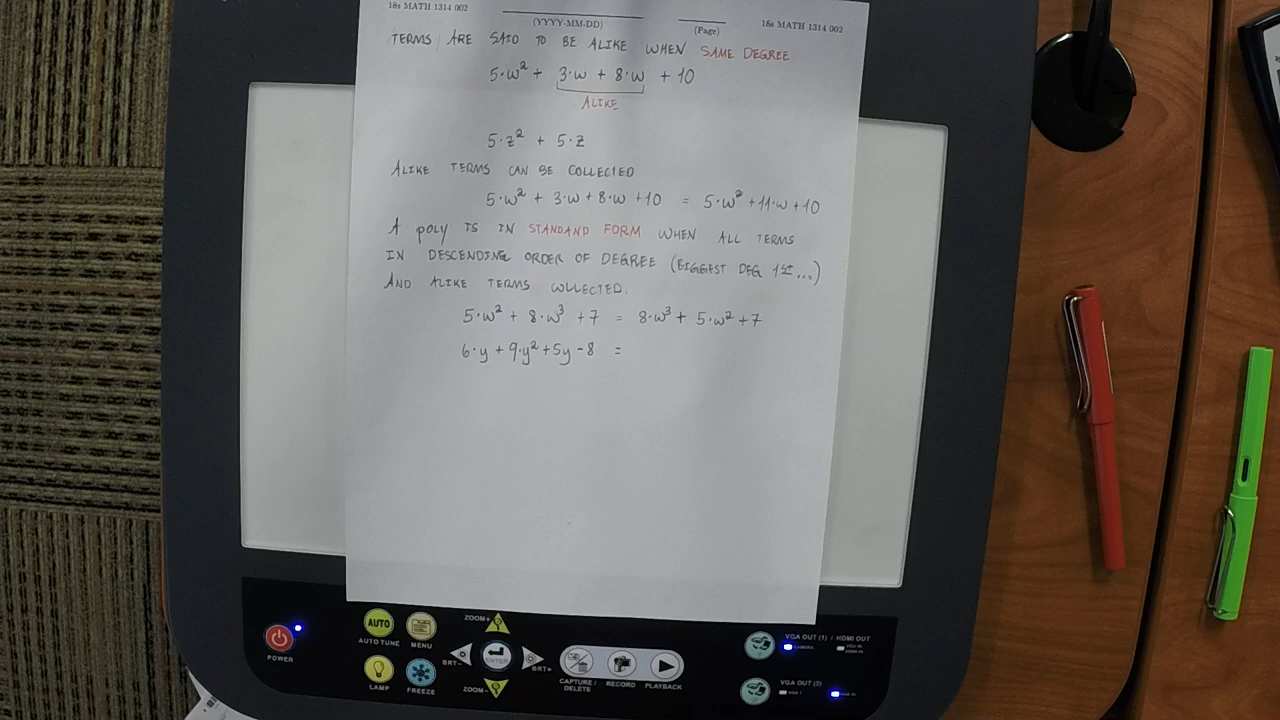 18s MATH 1314 002
(YYYY-MM-DD)
(Page)
18s MATH 1314 002
TERMS ARE SAID TO BE ALIKE WHEN SAME DEGREE
5·w² + 3·w + 8·w + 10
ALIKE
5·z² + 5·z
ALIKE TERMS CAN BE COLLECTED
5·w² + 3·w + 8·w + 10 = 5·w² + 11·w + 10
A POLY IS IN STANDAND FORM WHEN ALL TERMS
IN DESCENDING ORDER OF DEGREE (BIGGEST DEG 1st...)
AND ALIKE TERMS COLLECTED.
5·w² + 8·w³ + 7 = 8·w³ + 5·w² + 7
6·y + 9·y² + 5y - 8 =
POWER
AUTO
AUTO TUNE
MENU
LAMP
FREEZE
ZOOM+
BRT-
ENTER
BRT+
ZOOM-
CAPTURE / DELETE
RECORD
PLAYBACK
VGA OUT (1) / HDMI OUT
CAMERA
VGA OUT (2)